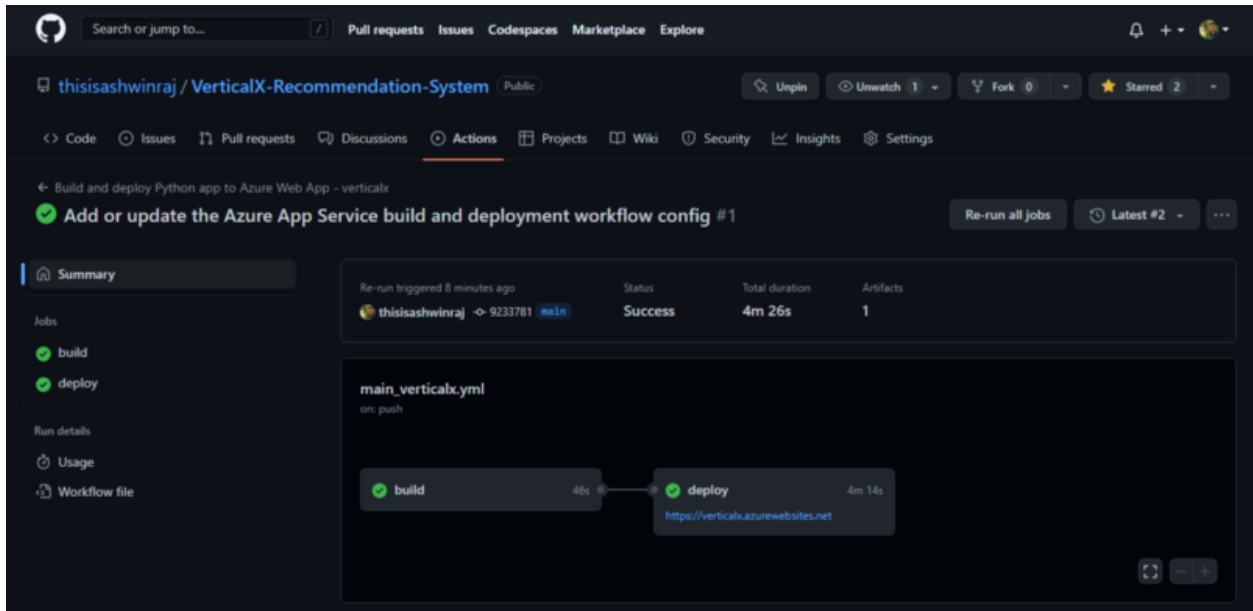 Search or jump to... / Pull requests Issues Codespaces Marketplace Explore
thisisashwinraj / VerticalX-Recommendation-System Public Unpin Unwatch 1 Fork 0 Starred 2
Code Issues Pull requests Discussions Actions Projects Wiki Security Insights Settings
Build and deploy Python app to Azure Web App - verticalx
Add or update the Azure App Service build and deployment workflow config #1 Re-run all jobs Latest #2
Summary
Jobs
build
deploy
Run details
Usage
Workflow file
Re-run triggered 8 minutes ago Status Total duration Artifacts
thisisashwinraj 9233781 main Success 4m 26s 1
main_verticalx.yml
on: push
build 46s deploy 4m 14s
https://verticalx.azurewebsites.net